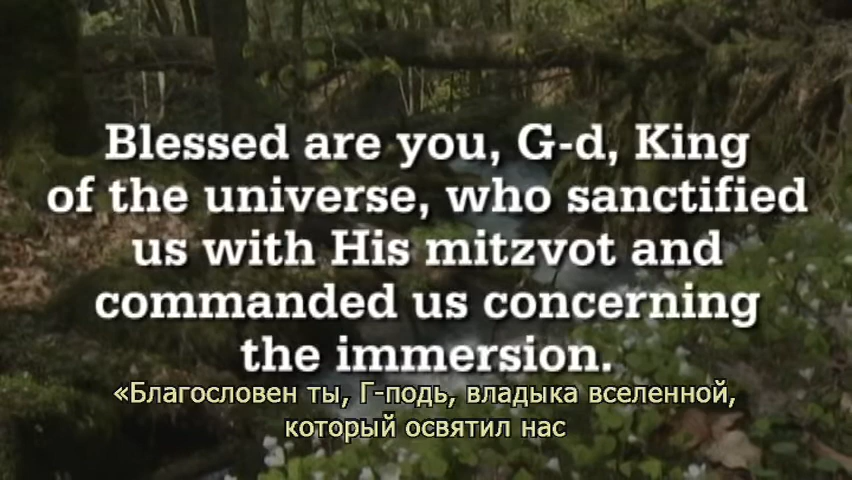 Blessed are you, G-d, King
of the universe, who sanctified
us with His mitzvot and
commanded us concerning
the immersion.
«Благословен ты, Г-подь, владыка вселенной,
который освятил нас